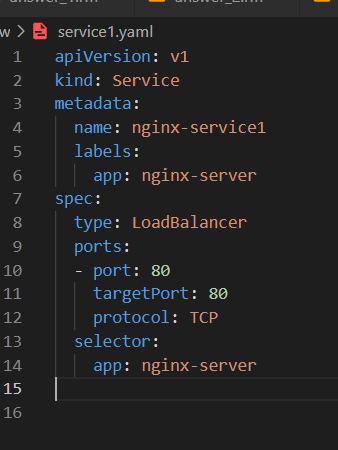 w > service1.yaml
1 apiVersion: v1
2 kind: Service
3 metadata:
4   name: nginx-service1
5   labels:
6     app: nginx-server
7 spec:
8   type: LoadBalancer
9   ports:
10   - port: 80
11     targetPort: 80
12     protocol: TCP
13   selector:
14     app: nginx-server
15
16